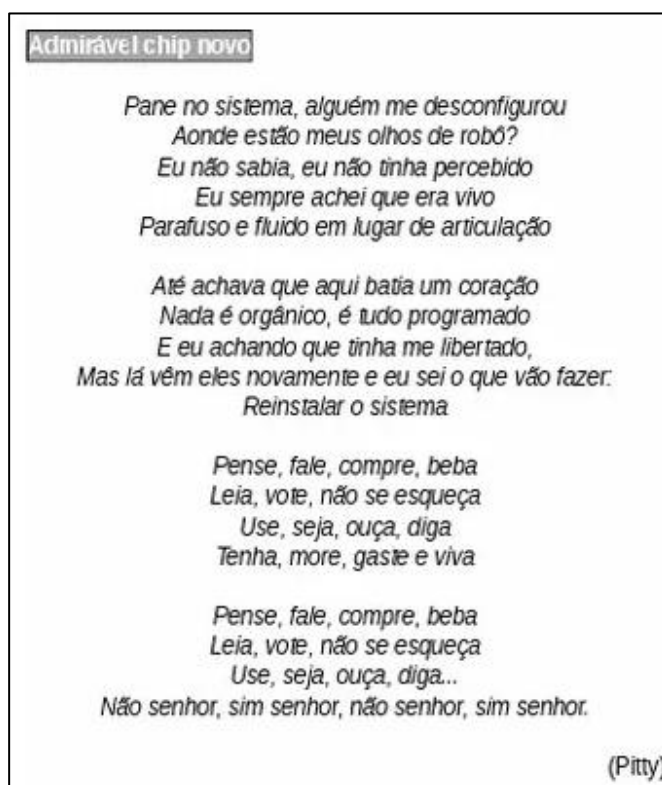 Admirável chip novo
Pane no sistema, alguém me desconfigurou
Aonde estão meus olhos de robô?
Eu não sabia, eu não tinha percebido
Eu sempre achei que era vivo
Parafuso e fluido em lugar de articulação
Até achava que aqui batia um coração
Nada é orgânico, é tudo programado
E eu achando que tinha me libertado,
Mas lá vêm eles novamente e eu sei o que vão fazer:
Reinstalar o sistema
Pense, fale, compre, beba
Leia, vote, não se esqueça
Use, seja, ouça, diga
Tenha, more, gaste e viva
Pense, fale, compre, beba
Leia, vote, não se esqueça
Use, seja, ouça, diga...
Não senhor, sim senhor, não senhor, sim senhor.
(Pitty)